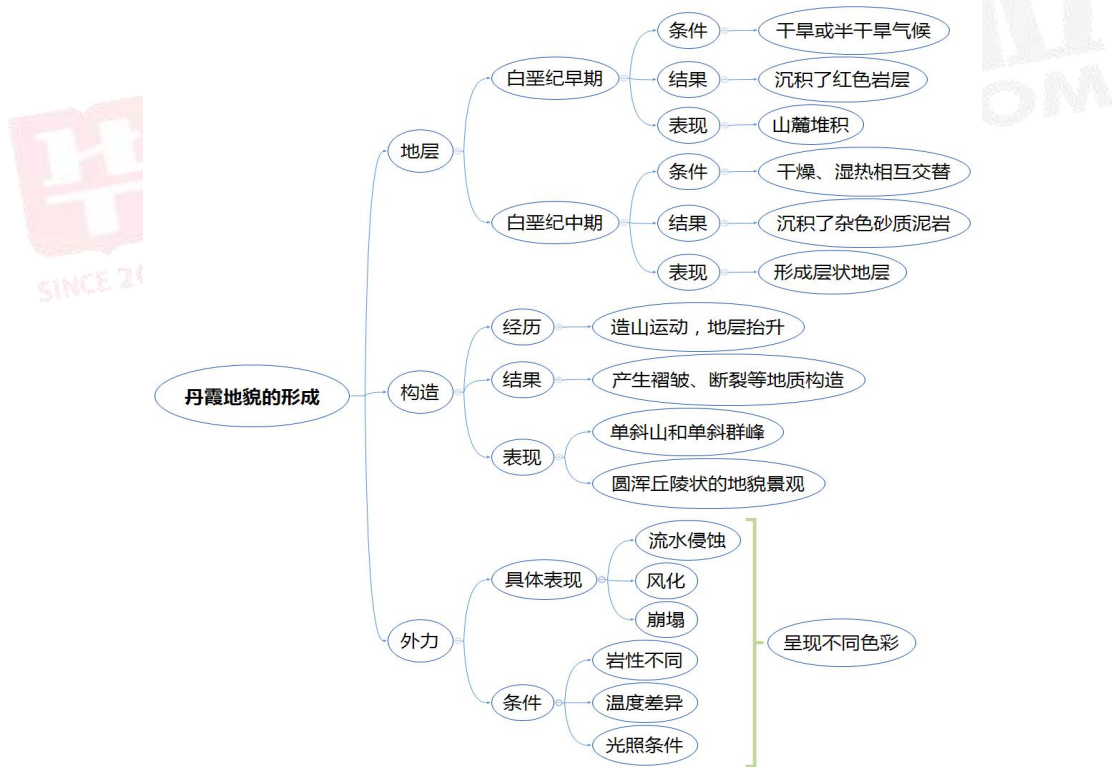 丹霞地貌的形成
地层
白垩纪早期
条件
干旱或半干旱气候
结果
沉积了红色岩层
表现
山麓堆积
白垩纪中期
条件
干燥、湿热相互交替
结果
沉积了杂色砂质泥岩
表现
形成层状地层
构造
经历
造山运动，地层抬升
结果
产生褶皱、断裂等地质构造
表现
单斜山和单斜群峰
圆浑丘陵状的地貌景观
外力
具体表现
流水侵蚀
风化
崩塌
条件
岩性不同
温度差异
光照条件
呈现不同色彩
SINCE 2
OM